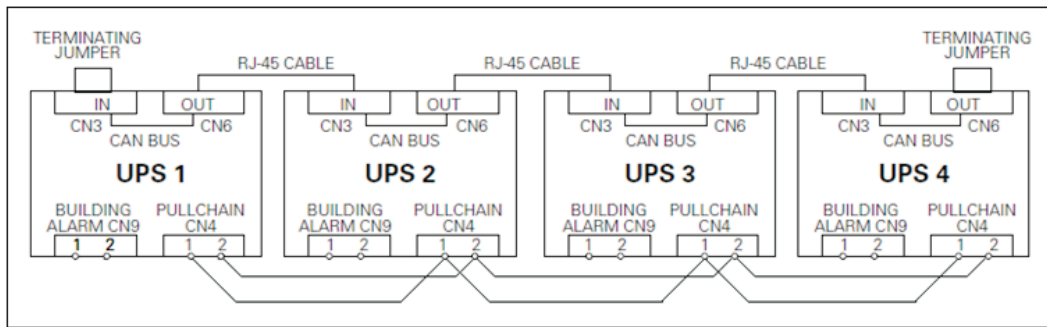 TERMINATING
JUMPER
RJ-45 CABLE
RJ-45 CABLE
RJ-45 CABLE
TERMINATING
JUMPER
IN OUT
CN3 CN6
CAN BUS
UPS 1
BUILDING
ALARM CN9
1 2
PULLCHAIN
CN4
1 2
IN OUT
CN3 CN6
CAN BUS
UPS 2
BUILDING
ALARM CN9
1 2
PULLCHAIN
CN4
1 2
IN OUT
CN3 CN6
CAN BUS
UPS 3
BUILDING
ALARM CN9
1 2
PULLCHAIN
CN4
1 2
IN OUT
CN3 CN6
CAN BUS
UPS 4
BUILDING
ALARM CN9
1 2
PULLCHAIN
CN4
1 2